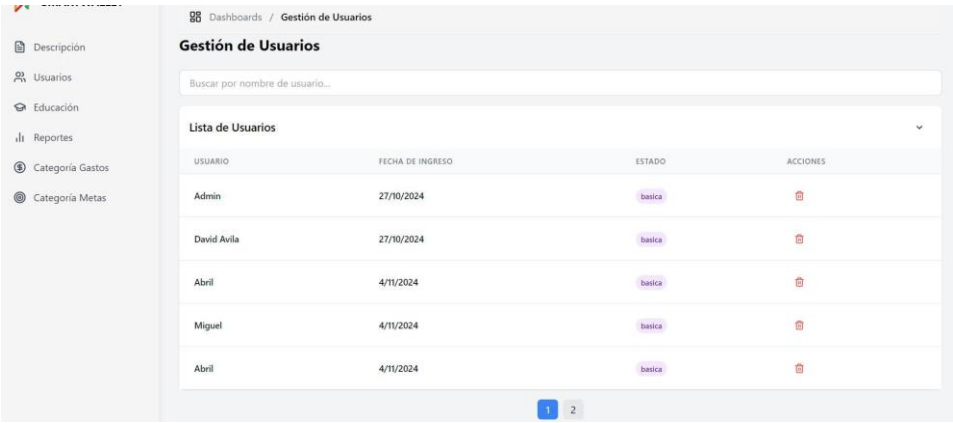 Dashboards / Gestión de Usuarios
Descripción
Usuarios
Educación
Reportes
Categoría Gastos
Categoría Metas
Gestión de Usuarios
Buscar por nombre de usuario...
Lista de Usuarios
USUARIO FECHA DE INGRESO ESTADO ACCIONES
Admin 27/10/2024 basica
David Avila 27/10/2024 basica
Abril 4/11/2024 basica
Miguel 4/11/2024 basica
Abril 4/11/2024 basica
1 2